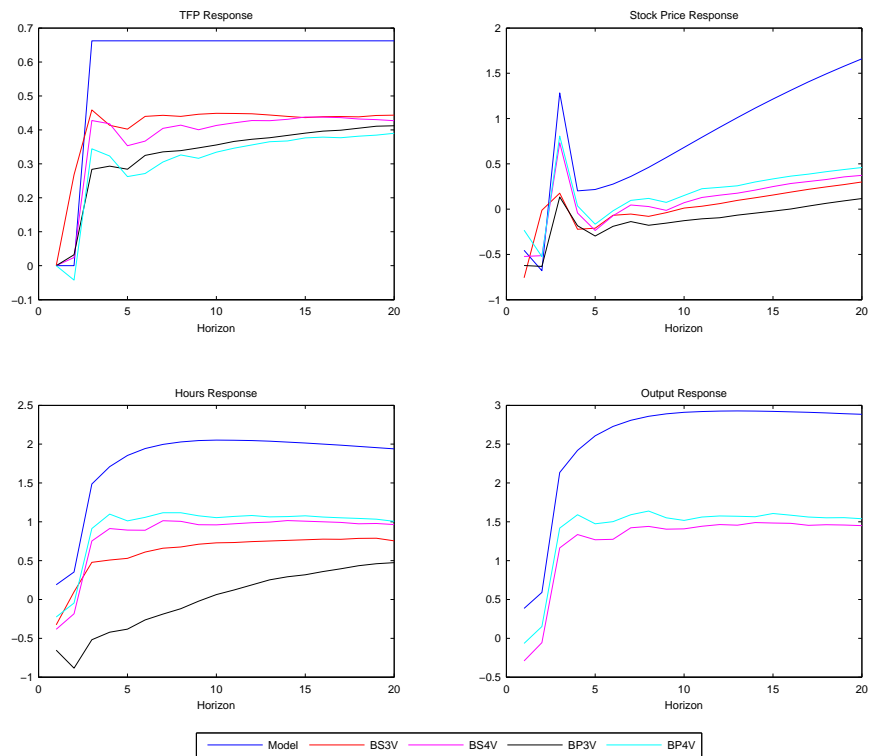 TFP Response
0.7
0.6
0.5
0.4
0.3
0.2
0.1
0
−0.1
0 5 10 15 20
Horizon
Stock Price Response
2
1.5
1
0.5
0
−0.5
−1
0 5 10 15 20
Horizon
Hours Response
2.5
2
1.5
1
0.5
0
−0.5
−1
0 5 10 15 20
Horizon
Output Response
3
2.5
2
1.5
1
0.5
0
−0.5
0 5 10 15 20
Horizon
Model BS3V BS4V BP3V BP4V